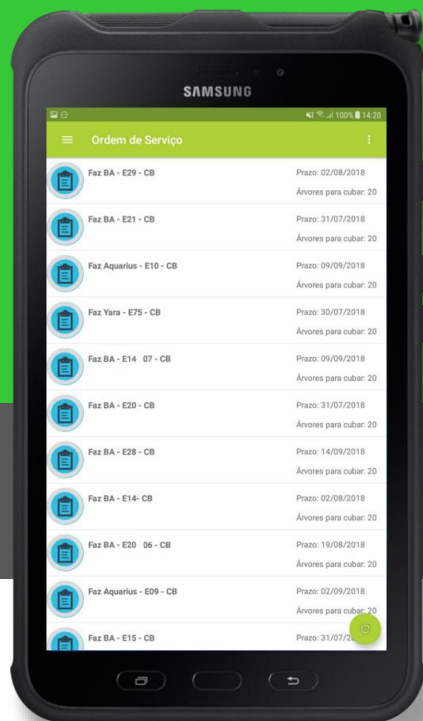 SAMSUNG
100% 14:20
Ordem de Serviço
Faz BA - E29 - CB Prazo: 02/08/2018
Árvores para cubar: 20
Faz BA - E21 - CB Prazo: 31/07/2018
Árvores para cubar: 20
Faz Aquarius - E10 - CB Prazo: 09/09/2018
Árvores para cubar: 20
Faz Yara - E75 - CB Prazo: 30/07/2018
Árvores para cubar: 20
Faz BA - E14 07 - CB Prazo: 09/09/2018
Árvores para cubar: 20
Faz BA - E20 - CB Prazo: 31/07/2018
Árvores para cubar: 20
Faz BA - E28 - CB Prazo: 14/09/2018
Árvores para cubar: 20
Faz BA - E14- CB Prazo: 02/08/2018
Árvores para cubar: 20
Faz BA - E20 06 - CB Prazo: 19/08/2018
Árvores para cubar: 20
Faz Aquarius - E09 - CB Prazo: 02/09/2018
Árvores para cubar: 20
Faz BA - E15 - CB Prazo: 31/07/2